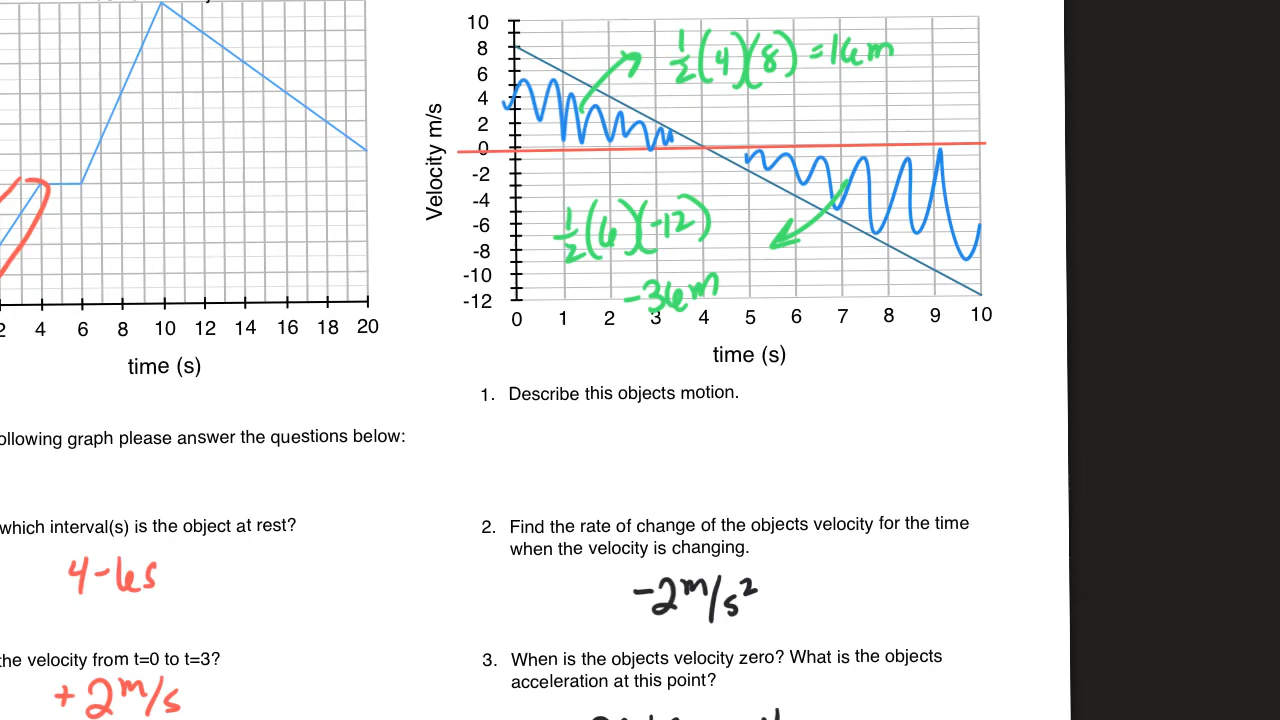 2 4 6 8 10 12 14 16 18 20
time (s)
ollowing graph please answer the questions below:
which interval(s) is the object at rest?
4-6s
the velocity from t=0 to t=3?
+2m/s
Velocity m/s
10
8
6
4
2
0
-2
-4
-6
-8
-10
-12
½(4)(8)=16m
½(6)(-12)
-36m
0 1 2 3 4 5 6 7 8 9 10
time (s)
1. Describe this objects motion.
2. Find the rate of change of the objects velocity for the time
when the velocity is changing.
-2m/s²
3. When is the objects velocity zero? What is the objects
acceleration at this point?